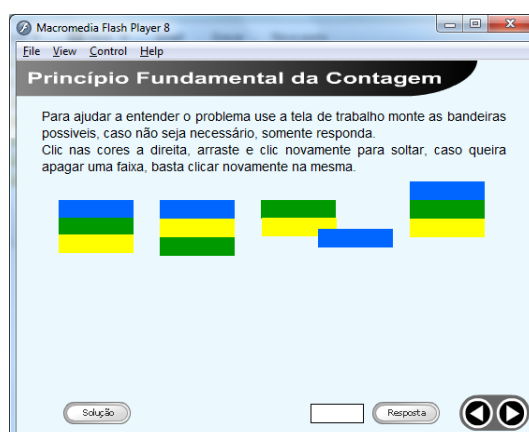 Macromedia Flash Player 8
File View Control Help
Princípio Fundamental da Contagem
Para ajudar a entender o problema use a tela de trabalho monte as bandeiras
possiveis, caso não seja necessário, somente responda.
Clic nas cores a direita, arraste e clic novamente para soltar, caso queira
apagar uma faixa, basta clicar novamente na mesma.
Solução
Resposta